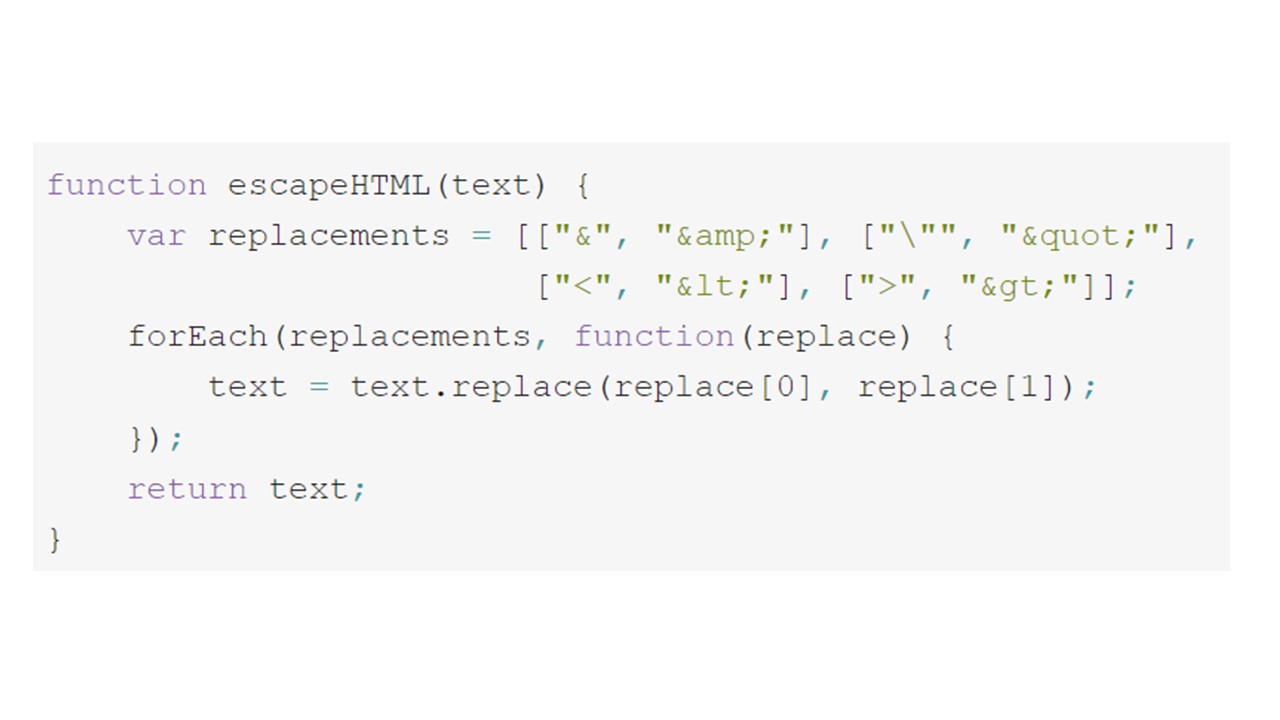 function escapeHTML(text) {
    var replacements = [["&", "&amp;"], ["\"", "&quot;"],
                        ["<", "&lt;"], [">", "&gt;"]];
    forEach(replacements, function(replace) {
        text = text.replace(replace[0], replace[1]);
    });
    return text;
}